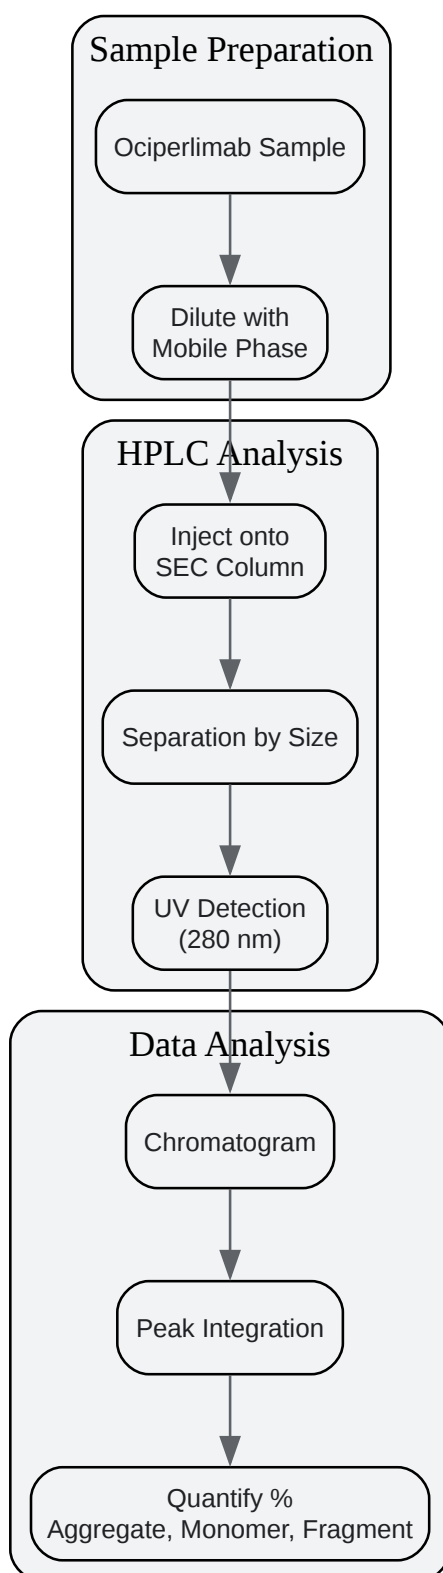 Sample Preparation
Ociperlimab Sample
Dilute with
Mobile Phase
HPLC Analysis
Inject onto
SEC Column
Separation by Size
UV Detection
(280 nm)
Data Analysis
Chromatogram
Peak Integration
Quantify %
Aggregate, Monomer, Fragment